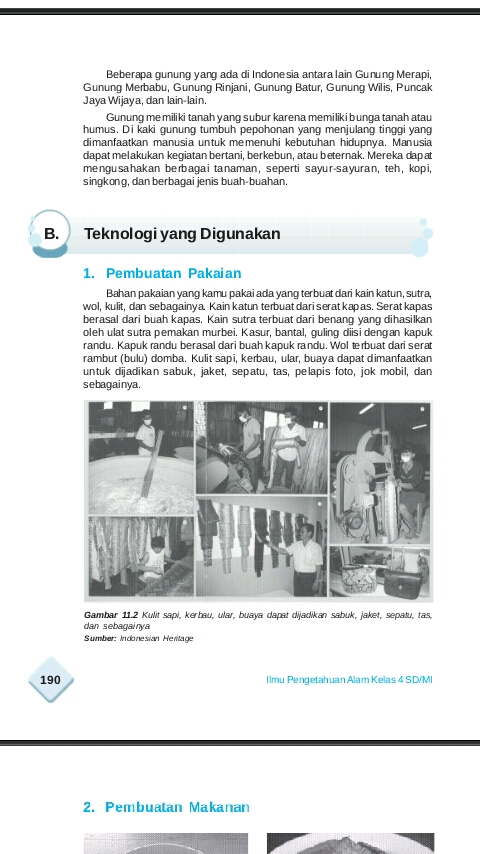 Beberapa gunung yang ada di Indonesia antara lain Gunung Merapi,
Gunung Merbabu, Gunung Rinjani, Gunung Batur, Gunung Wilis, Puncak
Jaya Wijaya, dan lain-lain.
Gunung memiliki tanah yang subur karena memiliki bunga tanah atau
humus. Di kaki gunung tumbuh pepohonan yang menjulang tinggi yang
dimanfaatkan manusia untuk memenuhi kebutuhan hidupnya. Manusia
dapat melakukan kegiatan bertani, berkebun, atau beternak. Mereka dapat
mengusahakan berbagai tanaman, seperti sayur-sayuran, teh, kopi,
singkong, dan berbagai jenis buah-buahan.
B. Teknologi yang Digunakan
1. Pembuatan Pakaian
Bahan pakaian yang kamu pakai ada yang terbuat dari kain katun, sutra,
wol, kulit, dan sebagainya. Kain katun terbuat dari serat kapas. Serat kapas
berasal dari buah kapas. Kain sutra terbuat dari benang yang dihasilkan
oleh ulat sutra pemakan murbei. Kasur, bantal, guling diisi dengan kapuk
randu. Kapuk randu berasal dari buah kapuk randu. Wol terbuat dari serat
rambut (bulu) domba. Kulit sapi, kerbau, ular, buaya dapat dimanfaatkan
untuk dijadikan sabuk, jaket, sepatu, tas, pelapis foto, jok mobil, dan
sebagainya.
Gambar 11.2 Kulit sapi, kerbau, ular, buaya dapat dijadikan sabuk, jaket, sepatu, tas,
dan sebagainya
Sumber: Indonesian Heritage
190
Ilmu Pengetahuan Alam Kelas 4 SD/MI
2. Pembuatan Makanan